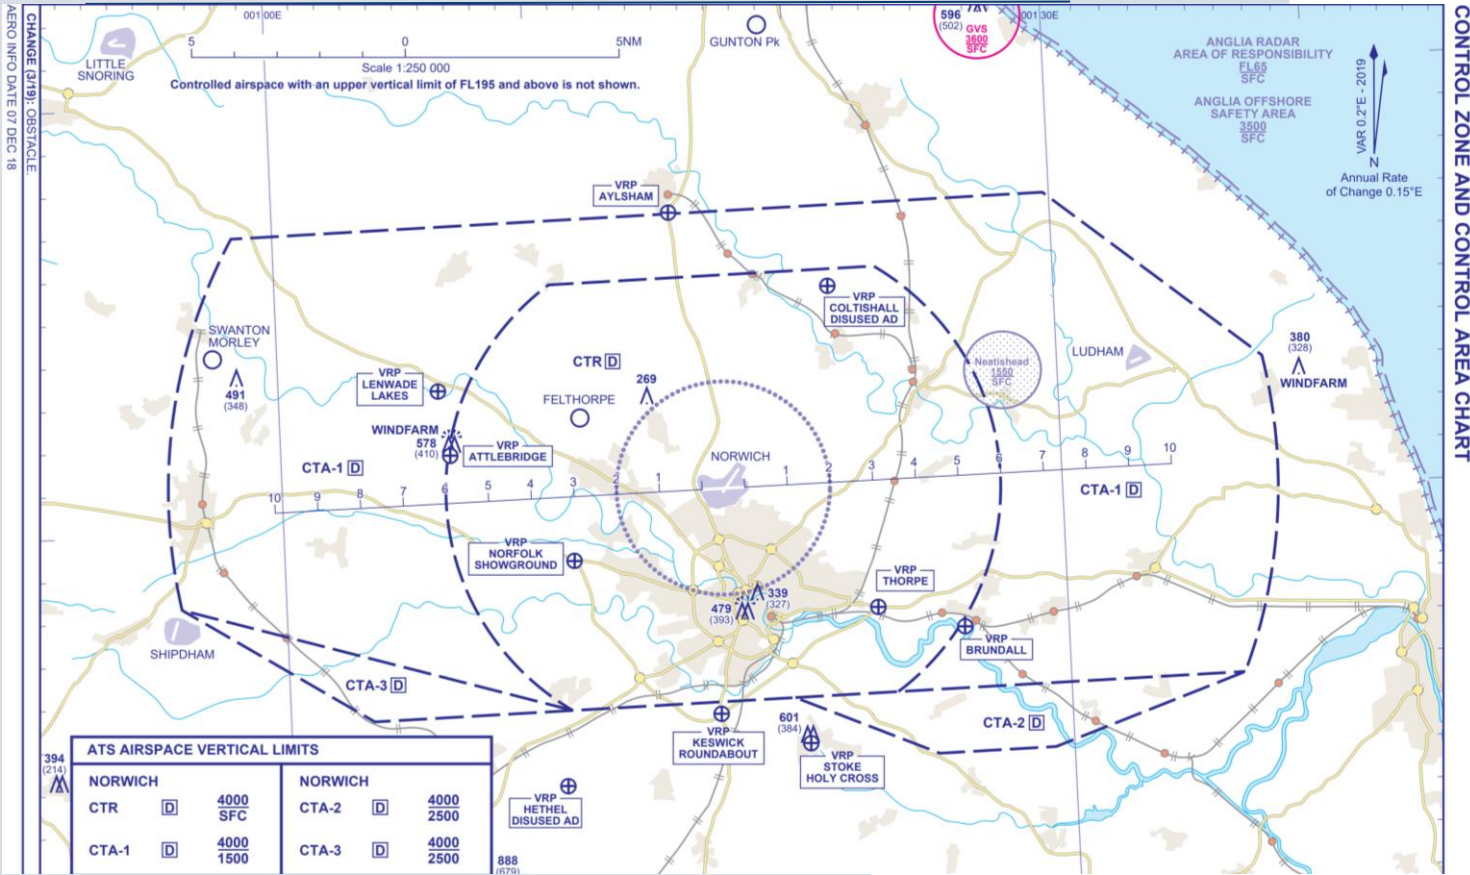 CONTROL ZONE AND CONTROL AREA CHART
CHANGE (3/19): OBSTACLE.
AERO INFO DATE 07 DEC 18
001 00E
001 30E
5
0
5NM
Scale 1:250 000
Controlled airspace with an upper vertical limit of FL195 and above is not shown.
LITTLE
SNORING
GUNTON Pk
596
(502)
GVS
3600
SFC
ANGLIA RADAR
AREA OF RESPONSIBILITY
FL65
SFC
ANGLIA OFFSHORE
SAFETY AREA
3500
SFC
VAR 0.2°E - 2019
N
Annual Rate
of Change 0.15°E
VRP
AYLSHAM
VRP
COLTISHALL
DISUSED AD
SWANTON
MORLEY
491
(348)
VRP
LENWADE
LAKES
CTR D
269
FELTHORPE
Neatishead
1550
SFC
LUDHAM
380
(328)
WINDFARM
WINDFARM
578
(410)
VRP
ATTLEBRIDGE
NORWICH
CTA-1 D
CTA-1 D
10
9
8
7
6
5
4
3
2
1
1
2
3
4
5
6
7
8
9
10
VRP
NORFOLK
SHOWGROUND
VRP
THORPE
479
(393)
339
(327)
VRP
BRUNDALL
SHIPDHAM
CTA-3 D
CTA-2 D
VRP
KESWICK
ROUNDABOUT
601
(384)
VRP
STOKE
HOLY CROSS
VRP
HETHEL
DISUSED AD
394
(214)
888
(679)
ATS AIRSPACE VERTICAL LIMITS
NORWICH
CTR D 4000
SFC
CTA-1 D 4000
1500
NORWICH
CTA-2 D 4000
2500
CTA-3 D 4000
2500